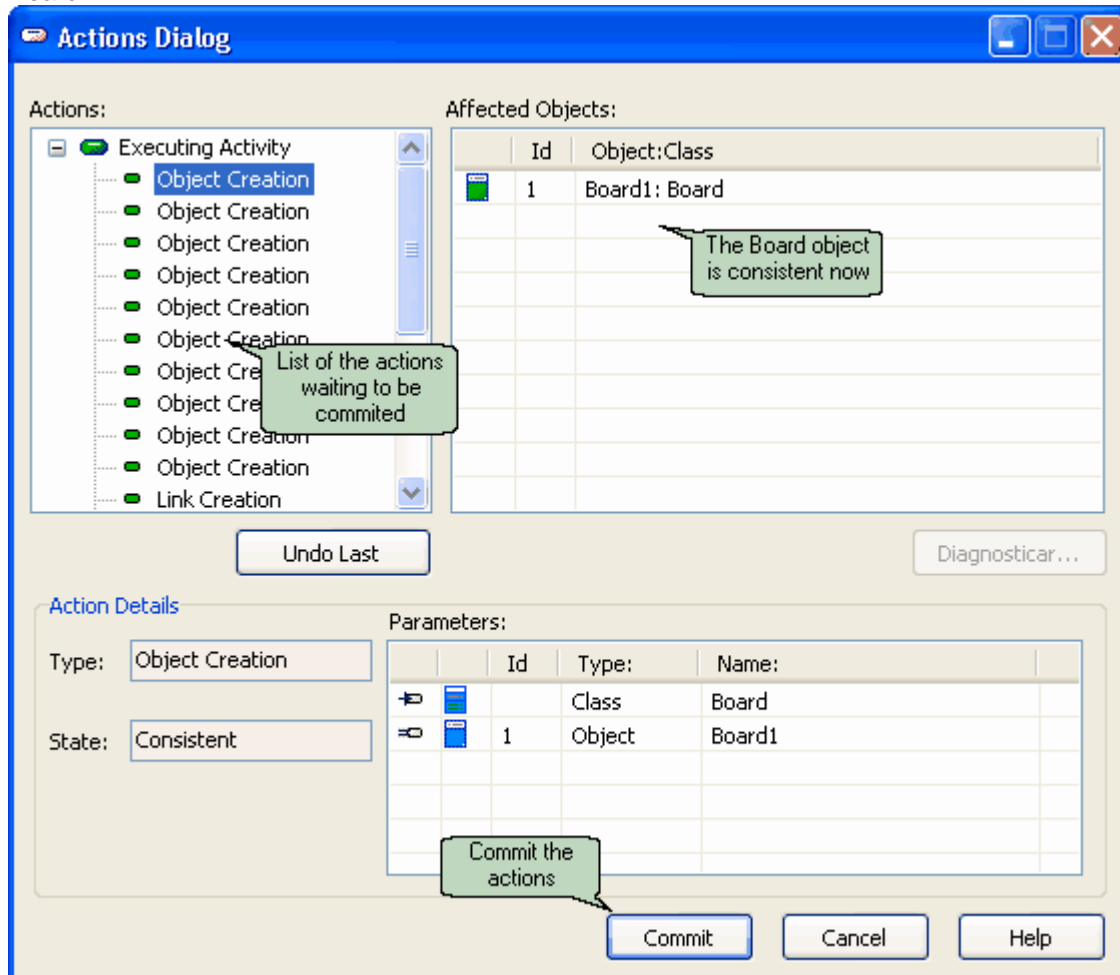 Actions Dialog
Actions:
Executing Activity
Object Creation
Object Creation
Object Creation
Object Creation
Object Creation
Object Creation
Object Cre
Object Cre
Object Creation
Object Creation
Link Creation
List of the actions
waiting to be
commited
Undo Last
Affected Objects:
Id Object:Class
1 Board1: Board
The Board object
is consistent now
Diagnosticar...
Action Details
Type: Object Creation
State: Consistent
Parameters:
Id Type: Name:
Class Board
1 Object Board1
Commit the
actions
Commit Cancel Help